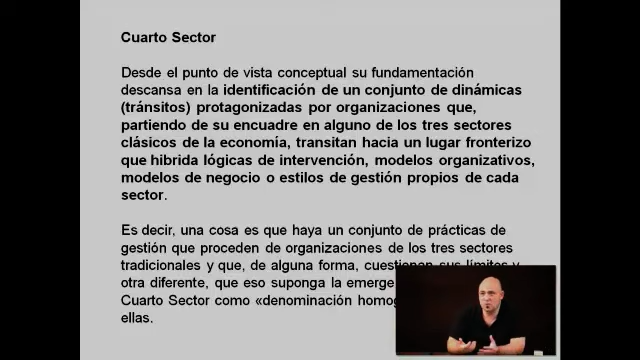 Cuarto Sector
Desde el punto de vista conceptual su fundamentación
descansa en la identificación de un conjunto de dinámicas
(tránsitos) protagonizadas por organizaciones que,
partiendo de su encuadre en alguno de los tres sectores
clásicos de la economía, transitan hacia un lugar fronterizo
que hibrida lógicas de intervención, modelos organizativos,
modelos de negocio o estilos de gestión propios de cada
sector.
Es decir, una cosa es que haya un conjunto de prácticas de
gestión que proceden de organizaciones de los tres sectores
tradicionales y que, de alguna forma, cuestionen sus límites y
otra diferente, que eso suponga la emerge
Cuarto Sector como «denominación homog
ellas.